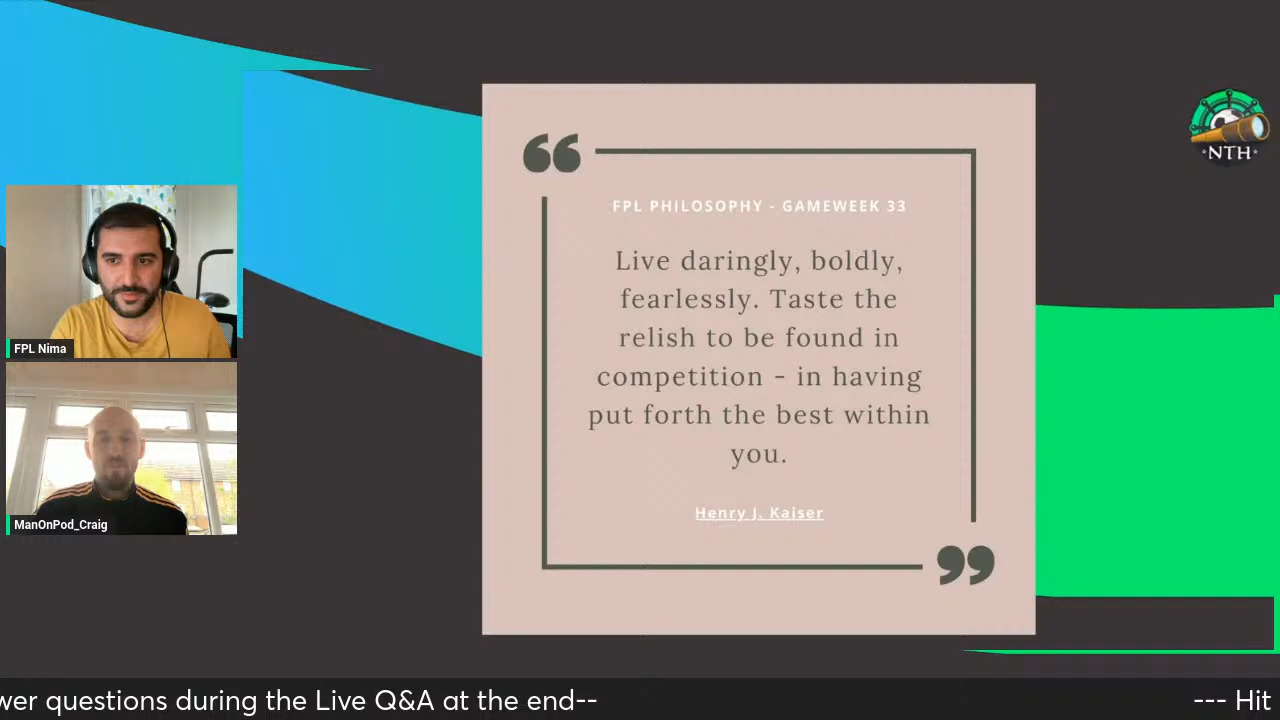 FPL PHILOSOPHY - GAMEWEEK 33
Live daringly, boldly,
fearlessly. Taste the
relish to be found in
competition - in having
put forth the best within
you.
Henry J. Kaiser
NTH
FPL Nima
ManOnPod_Craig
wer questions during the Live Q&A at the end--
--- Hit